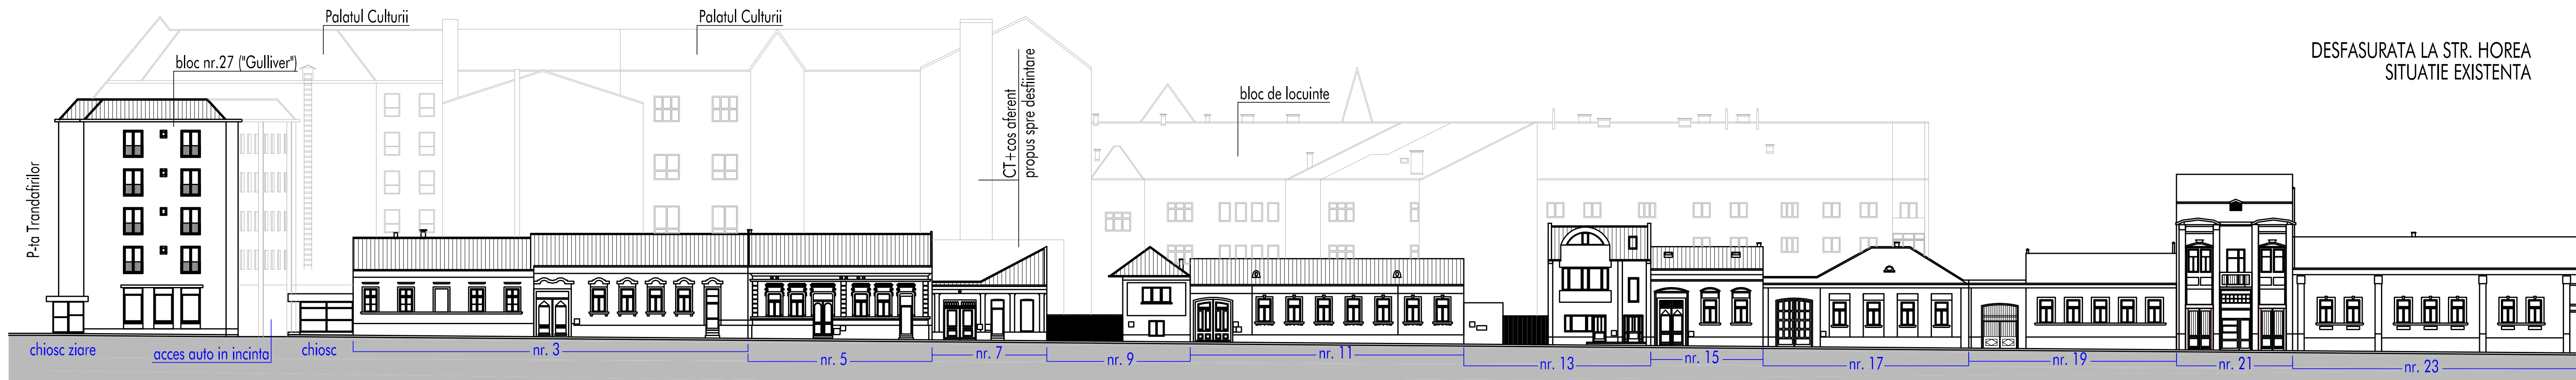 Palatul Culturii
Palatul Culturii
bloc nr.27 ("Gulliver")
DESFASURATA LA STR. HOREA
SITUATIE EXISTENTA
bloc de locuinte
CT+cos aferent
propus spre desfiintare
P-ta Trandafirilor
chiosc ziare
acces auto in incinta
chiosc
nr. 3
nr. 5
nr. 7
nr. 9
nr. 11
nr. 13
nr. 15
nr. 17
nr. 19
nr. 21
nr. 23